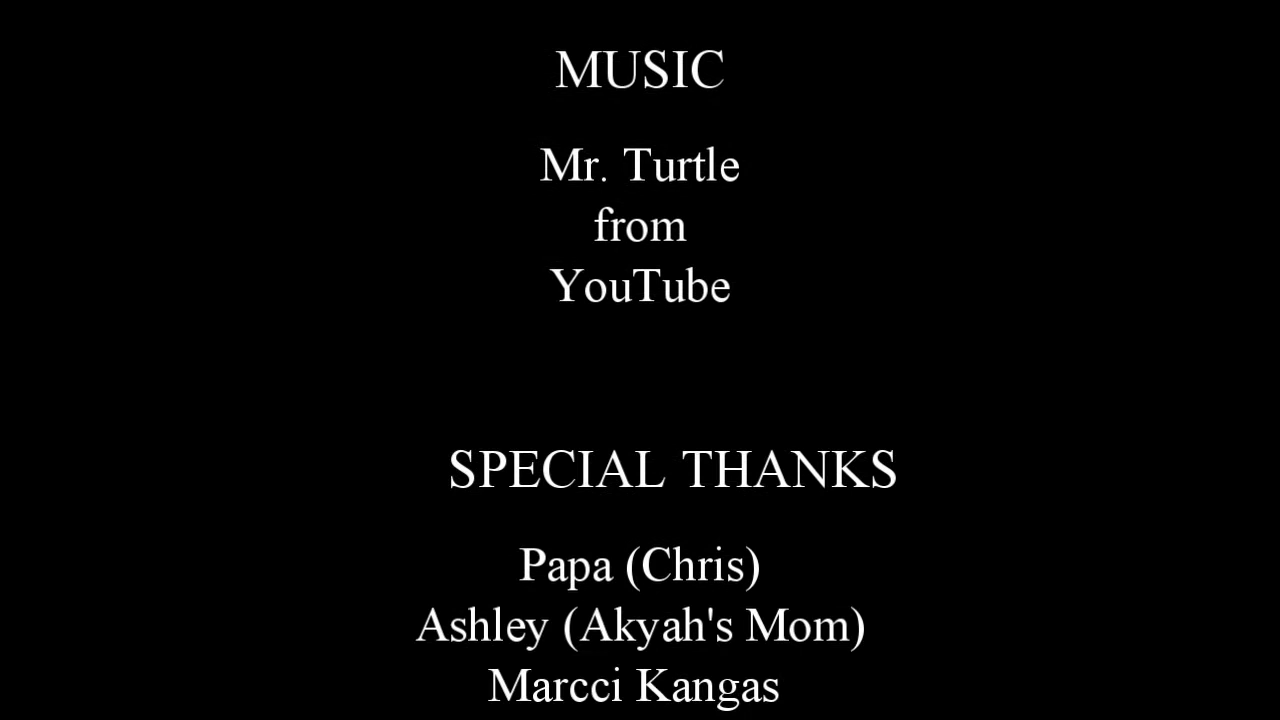 MUSIC
Mr. Turtle
from
YouTube
SPECIAL THANKS
Papa (Chris)
Ashley (Akyah's Mom)
Marcci Kangas